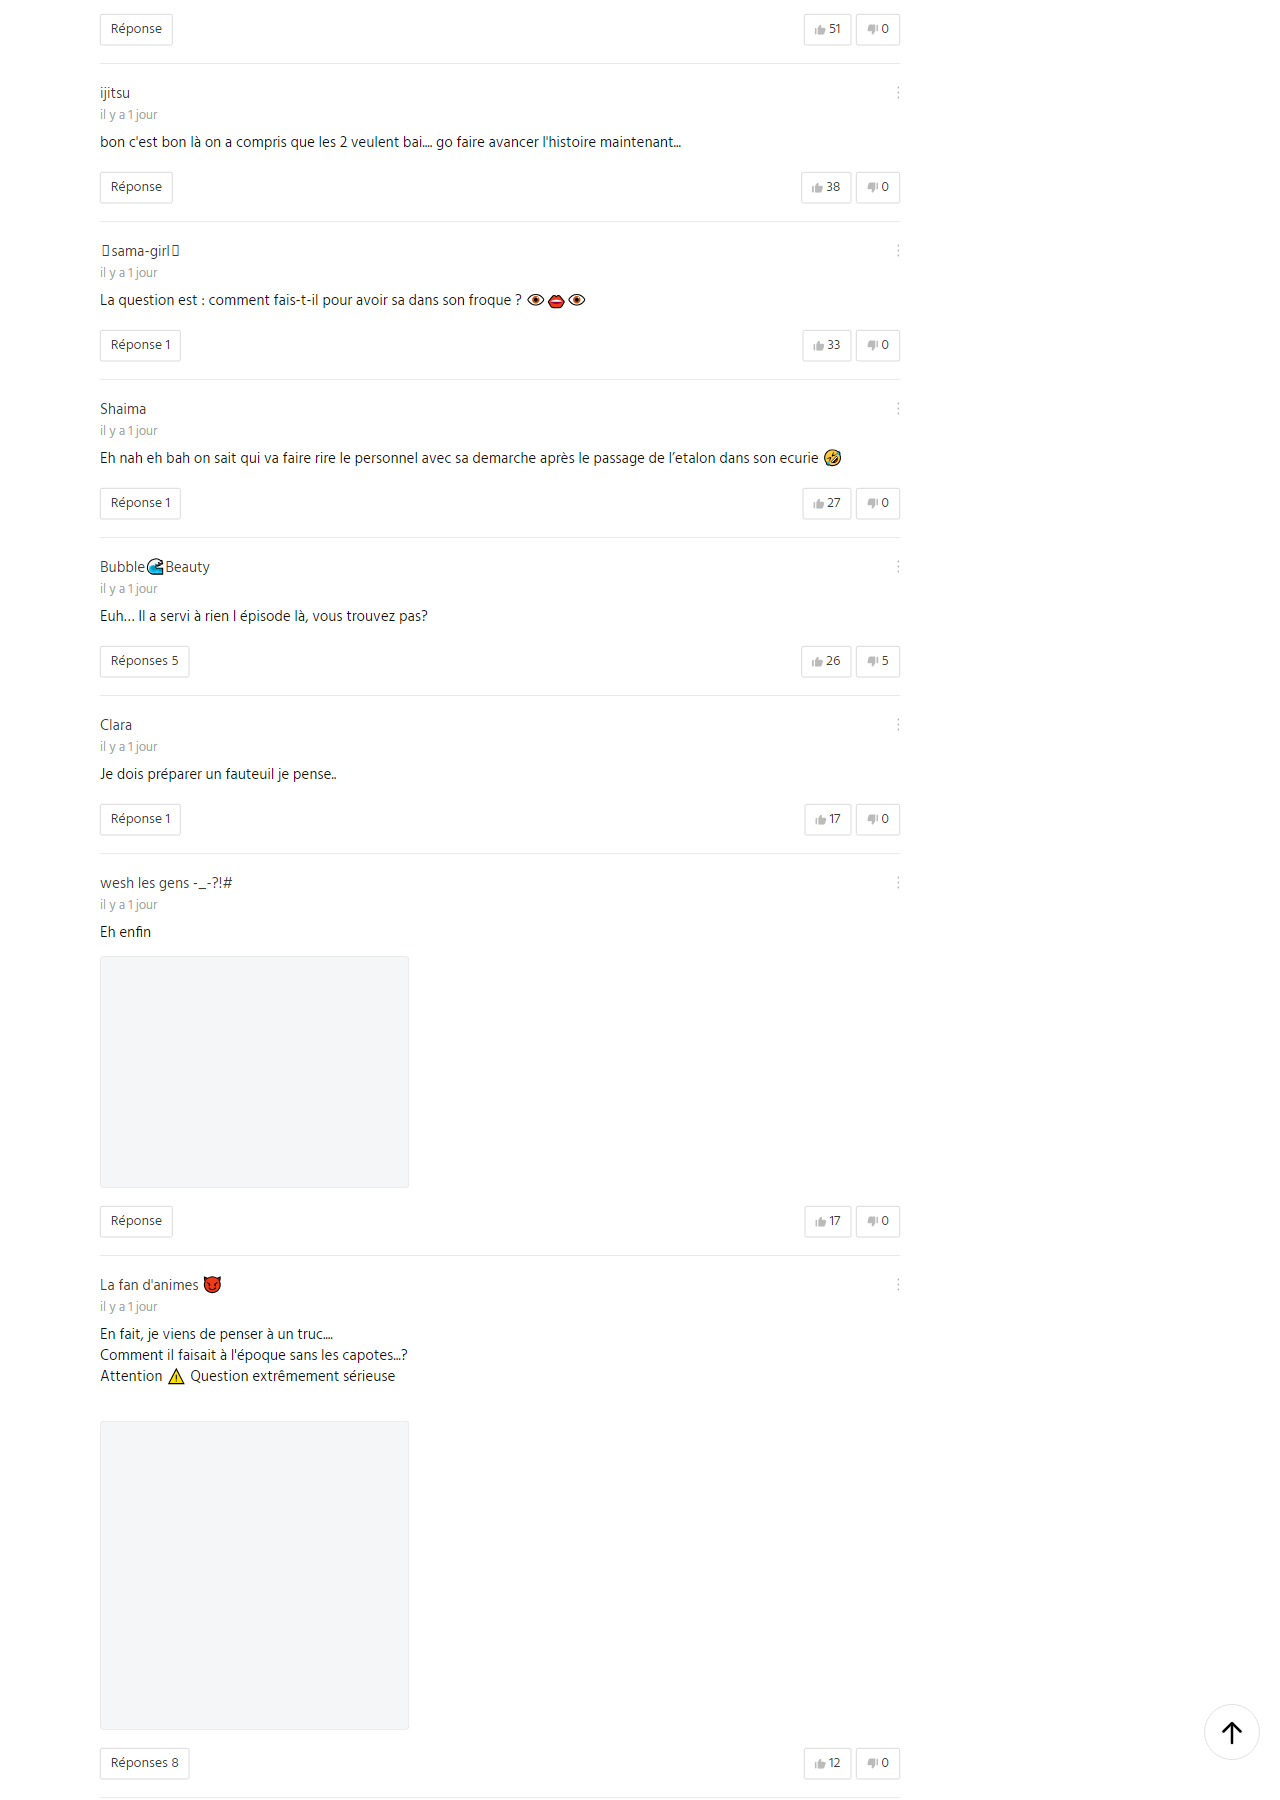 Réponse
51
0
ijitsu
il y a 1 jour
bon c'est bon là on a compris que les 2 veulent bai.... go faire avancer l'histoire maintenant...
Réponse
38
0
sama-girl
il y a 1 jour
La question est : comment fais-t-il pour avoir sa dans son froque ? 👁👄👁
Réponse 1
33
0
Shaima
il y a 1 jour
Eh nah eh bah on sait qui va faire rire le personnel avec sa demarche après le passage de l’etalon dans son ecurie 🤣
Réponse 1
27
0
Bubble🌊Beauty
il y a 1 jour
Euh... Il a servi à rien l épisode là, vous trouvez pas?
Réponses 5
26
5
Clara
il y a 1 jour
Je dois préparer un fauteuil je pense..
Réponse 1
17
0
wesh les gens -_-?!#
il y a 1 jour
Eh enfin
Réponse
17
0
La fan d'animes 😈
il y a 1 jour
En fait, je viens de penser à un truc....
Comment il faisait à l'époque sans les capotes...?
Attention ⚠ Question extrêmement sérieuse
Réponses 8
12
0